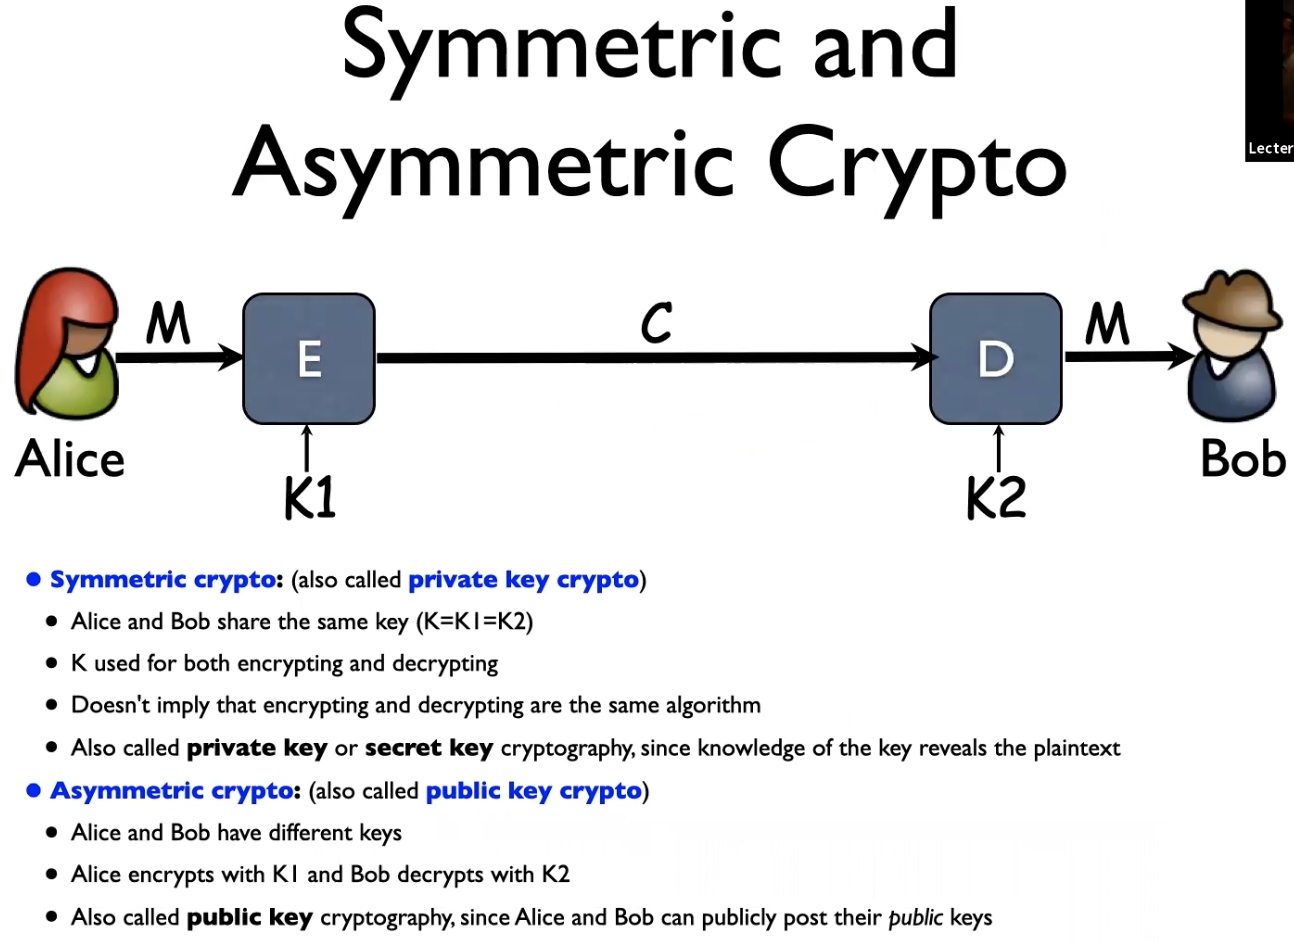 Symmetric and
Asymmetric Crypto
Lecter
M
E
C
D
M
Alice
Bob
K1
K2
● Symmetric crypto: (also called private key crypto)
● Alice and Bob share the same key (K=K1=K2)
● K used for both encrypting and decrypting
● Doesn't imply that encrypting and decrypting are the same algorithm
● Also called private key or secret key cryptography, since knowledge of the key reveals the plaintext
● Asymmetric crypto: (also called public key crypto)
● Alice and Bob have different keys
● Alice encrypts with K1 and Bob decrypts with K2
● Also called public key cryptography, since Alice and Bob can publicly post their public keys